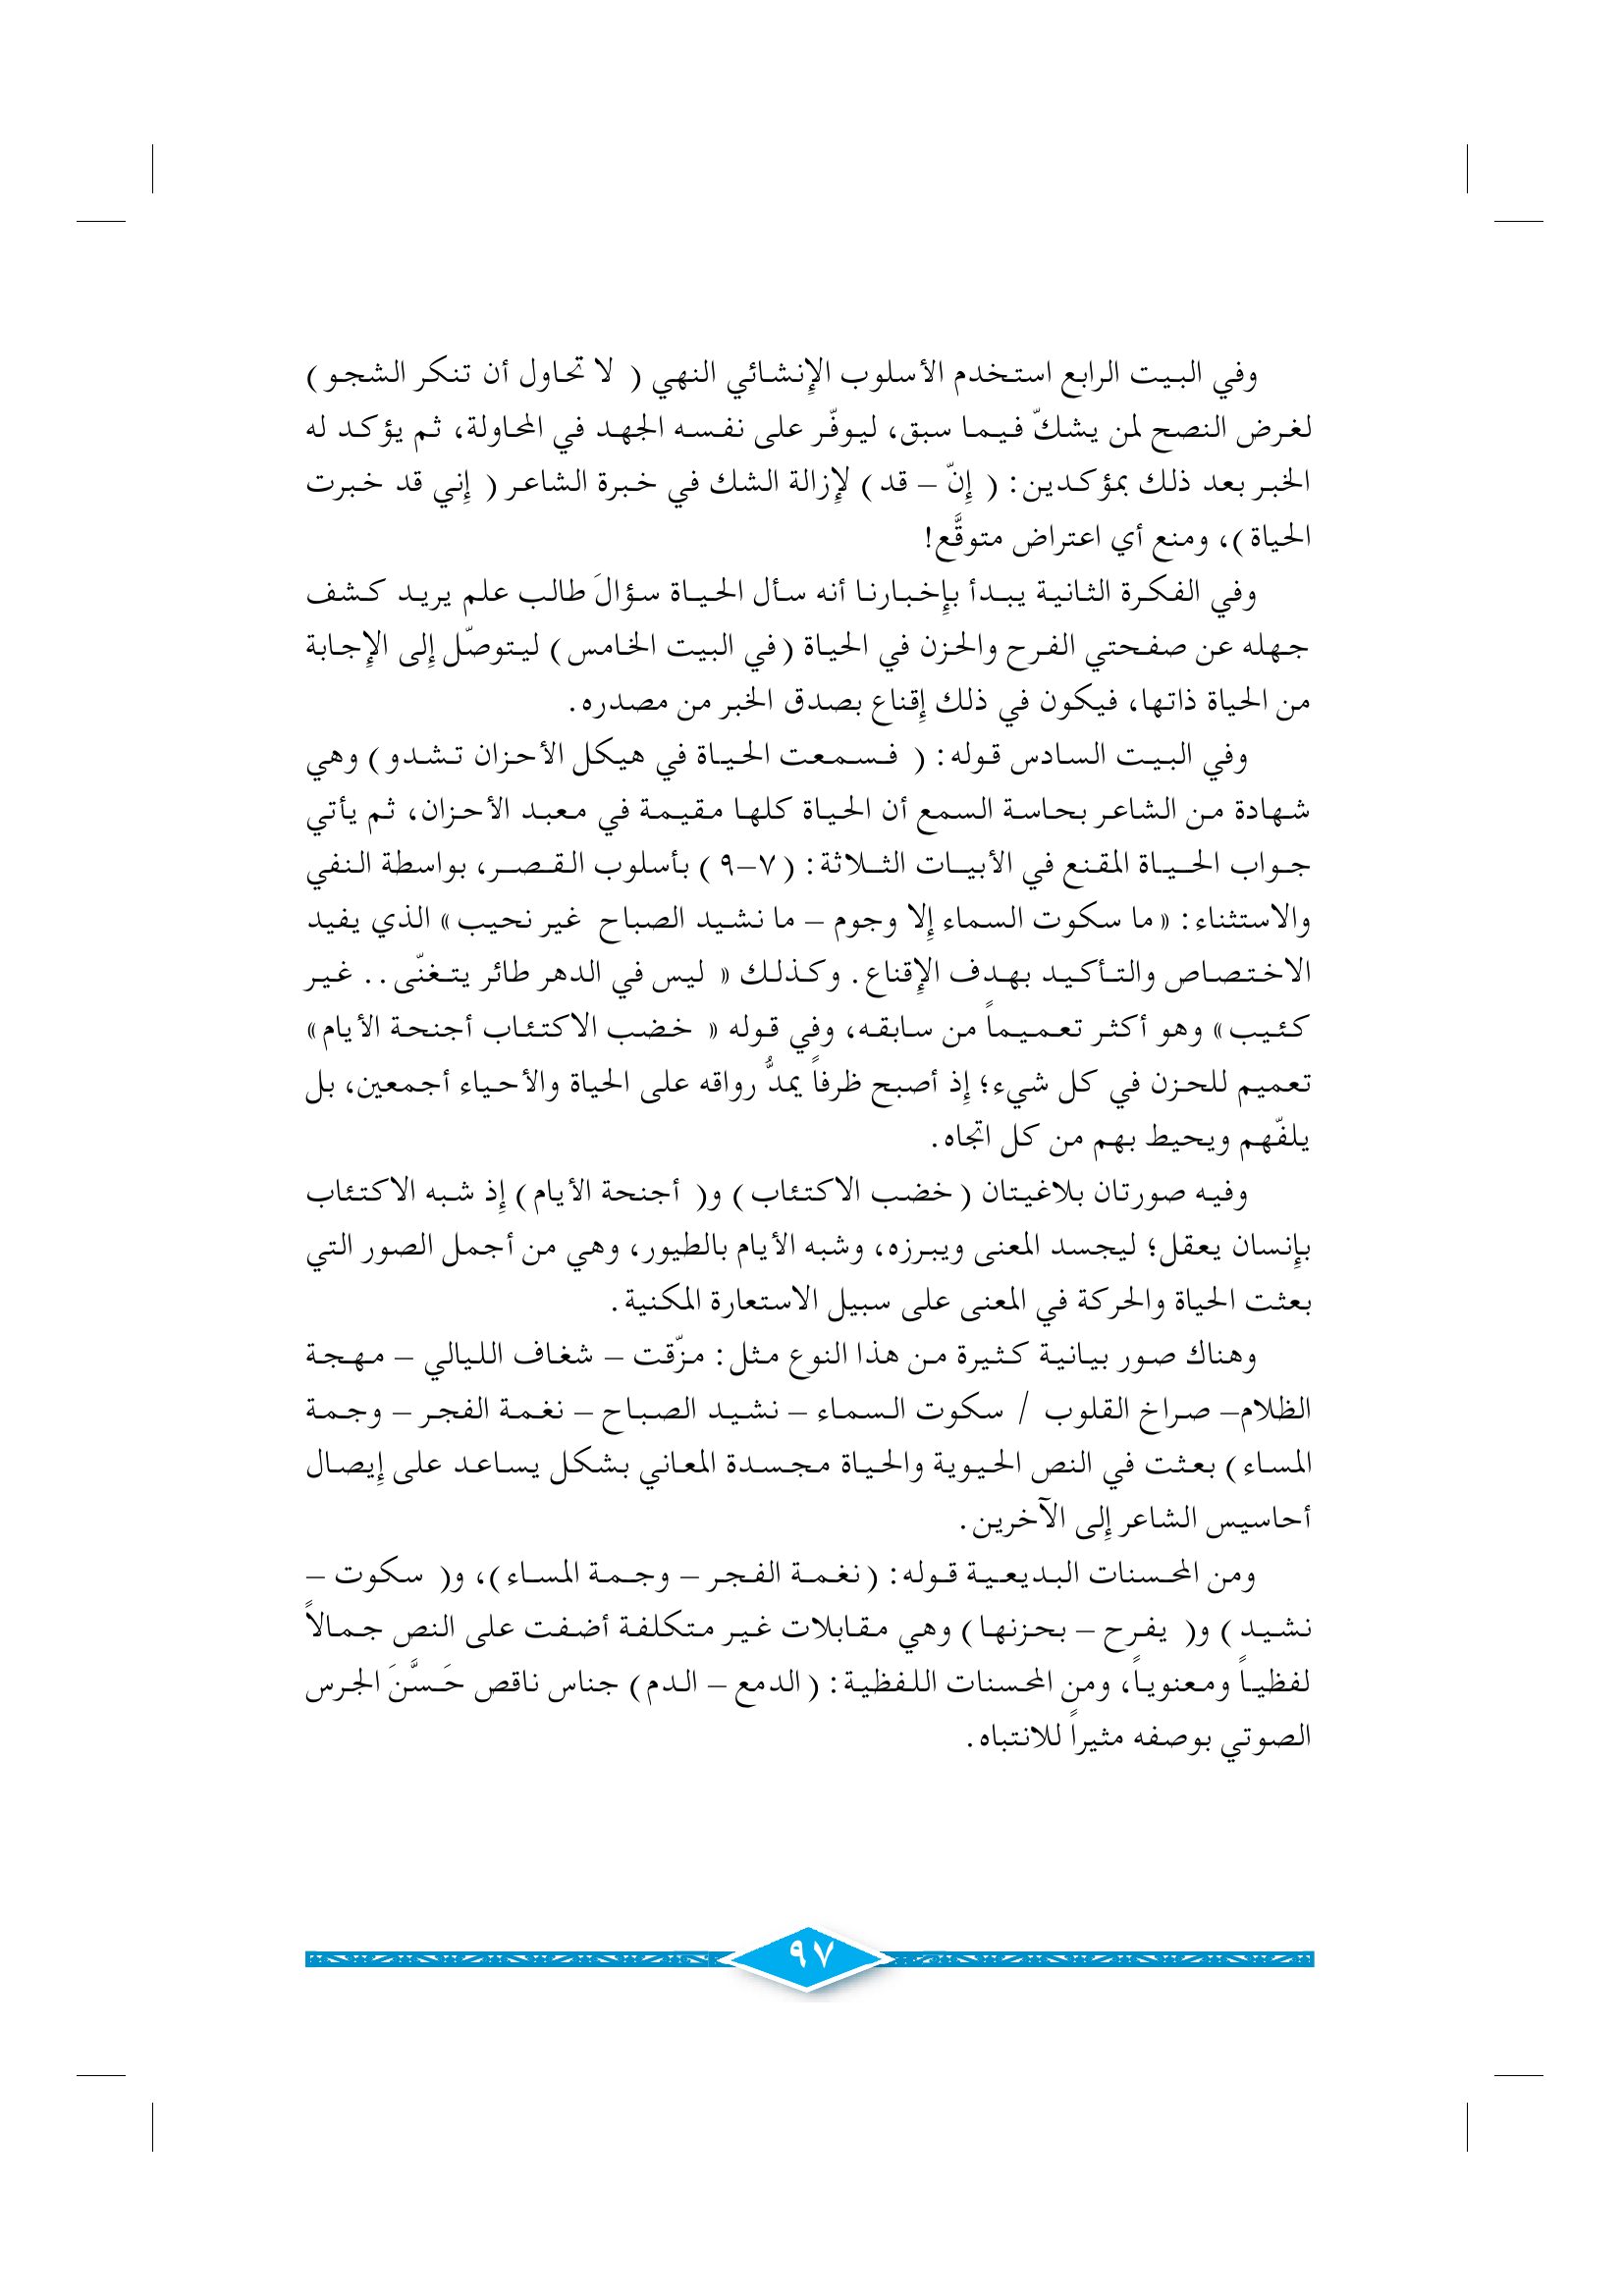 وفي البيت الرابع استخدم الأسلوب الإنشائي النهي ( لا تحاول أن تنكر الشجو )
لغرض النصح لمن يشكّ فيما سبق، ليوفّر على نفسه الجهد في المحاولة، ثم يؤكد له
الخبر بعد ذلك بمؤكدين: ( إنّ – قد ) لإزالة الشك في خبرة الشاعر ( إني قد خبرت
الحياة )، ومنع أي اعتراض متوقَّع!
وفي الفكرة الثانية يبدأ بإخبارنا أنه سأل الحياة سؤالَ طالب علم يريد كشف
جهله عن صفحتي الفرح والحزن في الحياة (في البيت الخامس) ليتوصّل إلى الإجابة
من الحياة ذاتها، فيكون في ذلك إقناع بصدق الخبر من مصدره.
وفي البيت السادس قوله: ( فسمعت الحياة في هيكل الأحزان تشدو ) وهي
شهادة من الشاعر بحاسة السمع أن الحياة كلها مقيمة في معبد الأحزان، ثم يأتي
جواب الحياة المقنع في الأبيات الثلاثة: ( ٧–٩ ) بأسلوب القصر، بواسطة النفي
والاستثناء: « ما سكوت السماء إلا وجوم – ما نشيد الصباح غير نحيب » الذي يفيد
الاختصاص والتأكيد بهدف الإقناع. وكذلك « ليس في الدهر طائر يتغنّى.. غير
كئيب » وهو أكثر تعميماً من سابقه، وفي قوله « خضب الاكتئاب أجنحة الأيام »
تعميم للحزن في كل شيء؛ إذ أصبح ظرفاً يمدُّ رواقه على الحياة والأحياء أجمعين، بل
يلفّهم ويحيط بهم من كل اتجاه.
وفيه صورتان بلاغيتان ( خضب الاكتئاب ) و( أجنحة الأيام ) إذ شبه الاكتئاب
بإنسان يعقل؛ ليجسد المعنى ويبرزه، وشبه الأيام بالطيور، وهي من أجمل الصور التي
بعثت الحياة والحركة في المعنى على سبيل الاستعارة المكنية.
وهناك صور بيانية كثيرة من هذا النوع مثل: مزّقت – شغاف الليالي – مهجة
الظلام– صراخ القلوب / سكوت السماء – نشيد الصباح – نغمة الفجر – وجمة
المساء ) بعثت في النص الحيوية والحياة مجسدة المعاني بشكل يساعد على إيصال
أحاسيس الشاعر إلى الآخرين.
ومن المحسنات البديعية قوله: ( نغمة الفجر – وجمة المساء )، و( سكوت –
نشيد ) و( يفرح – بحزنها ) وهي مقابلات غير متكلفة أضفت على النص جمالاً
لفظياً ومعنوياً، ومن المحسنات اللفظية: ( الدمع – الدم ) جناس ناقص حَسَّنَ الجرس
الصوتي بوصفه مثيراً للانتباه.
٩٧